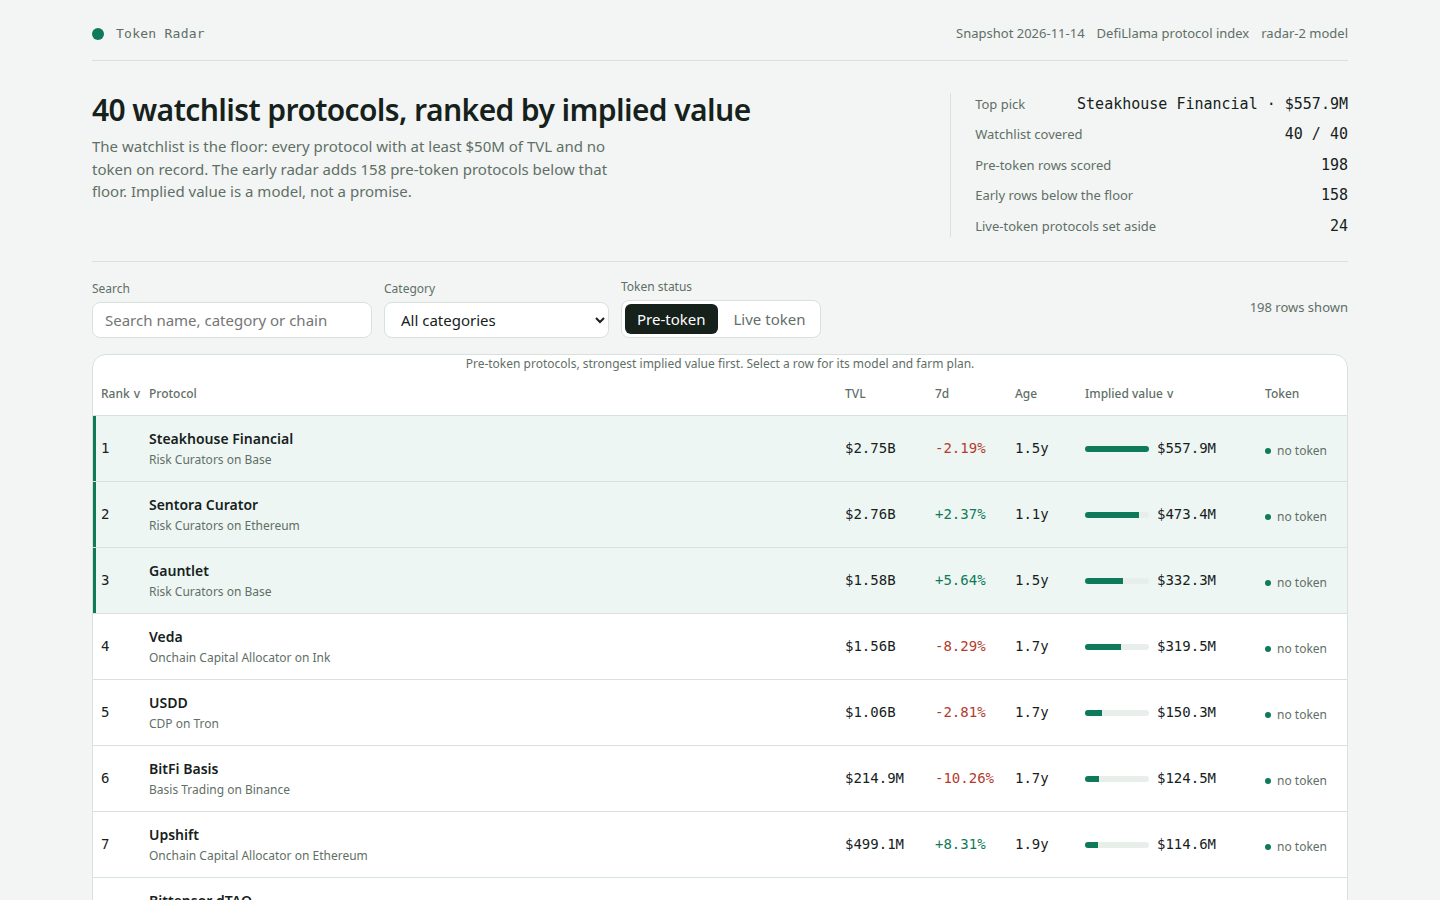 Token Radar
Snapshot 2026-11-14 DefiLlama protocol index radar-2 model
40 watchlist protocols, ranked by implied value
The watchlist is the floor: every protocol with at least $50M of TVL and no
token on record. The early radar adds 158 pre-token protocols below that
floor. Implied value is a model, not a promise.
Top pick Steakhouse Financial · $557.9M
Watchlist covered 40 / 40
Pre-token rows scored 198
Early rows below the floor 158
Live-token protocols set aside 24
Search Category Token status
Search name, category or chain All categories Pre-token Live token
198 rows shown
Pre-token protocols, strongest implied value first. Select a row for its model and farm plan.
Rank v Protocol TVL 7d Age Implied value v Token
1 Steakhouse Financial $2.75B -2.19% 1.5y $557.9M no token
Risk Curators on Base
2 Sentora Curator $2.76B +2.37% 1.1y $473.4M no token
Risk Curators on Ethereum
3 Gauntlet $1.58B +5.64% 1.5y $332.3M no token
Risk Curators on Base
4 Veda $1.56B -8.29% 1.7y $319.5M no token
Onchain Capital Allocator on Ink
5 USDD $1.06B -2.81% 1.7y $150.3M no token
CDP on Tron
6 BitFi Basis $214.9M -10.26% 1.7y $124.5M no token
Basis Trading on Binance
7 Upshift $499.1M +8.31% 1.9y $114.6M no token
Onchain Capital Allocator on Ethereum
Bittensor dTAO